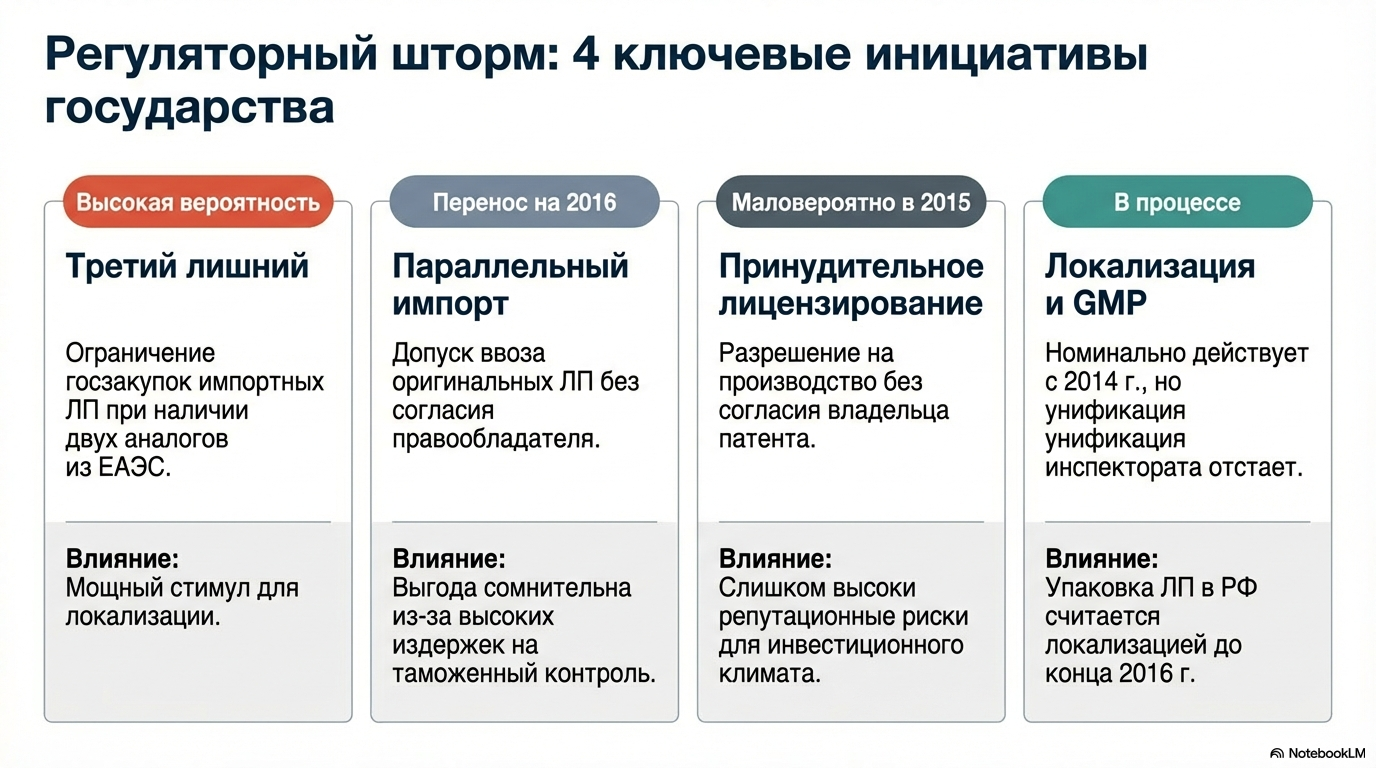 Регуляторный шторм: 4 ключевые инициативы
государства
Высокая вероятность
Третий лишний
Ограничение
госзакупок импортных
ЛП при наличии
двух аналогов
из ЕАЭС.
Влияние:
Мощный стимул для
локализации.
Перенос на 2016
Параллельный
импорт
Допуск ввоза
оригинальных ЛП без
согласия
правообладателя.
Влияние:
Выгода сомнительна
из-за высоких
издержек на
таможенный контроль.
Маловероятно в 2015
Принудительное
лицензирование
Разрешение на
производство без
согласия владельца
патента.
Влияние:
Слишком высоки
репутационные риски
для инвестиционного
климата.
В процессе
Локализация
и GMP
Номинально действует
с 2014 г., но
унификация
унификация
инспектората отстает.
Влияние:
Упаковка ЛП в РФ
считается
локализацией до
конца 2016 г.
NotebookLM